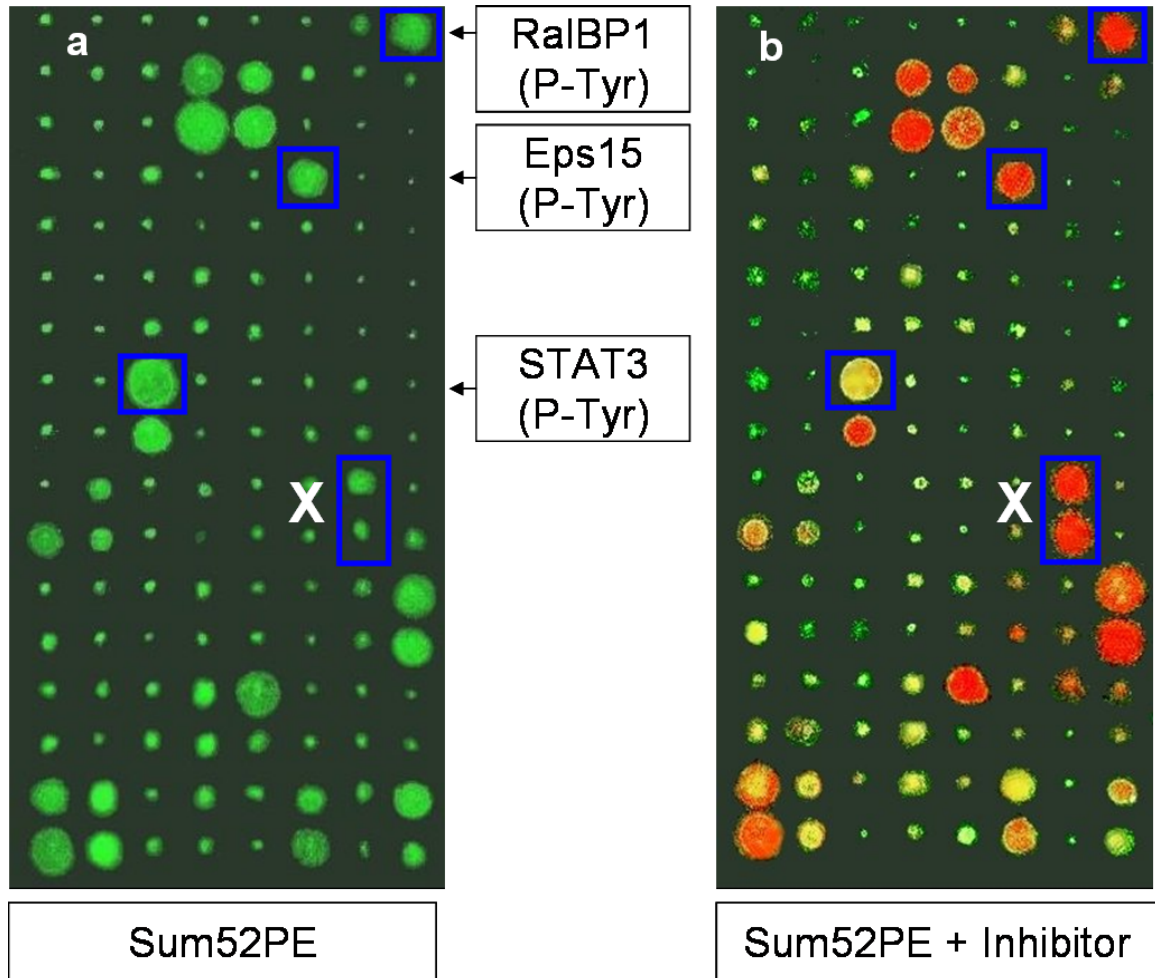 a
RalBP1
(P-Tyr)
Eps15
(P-Tyr)
STAT3
(P-Tyr)
X
Sum52PE
b
X
Sum52PE + Inhibitor